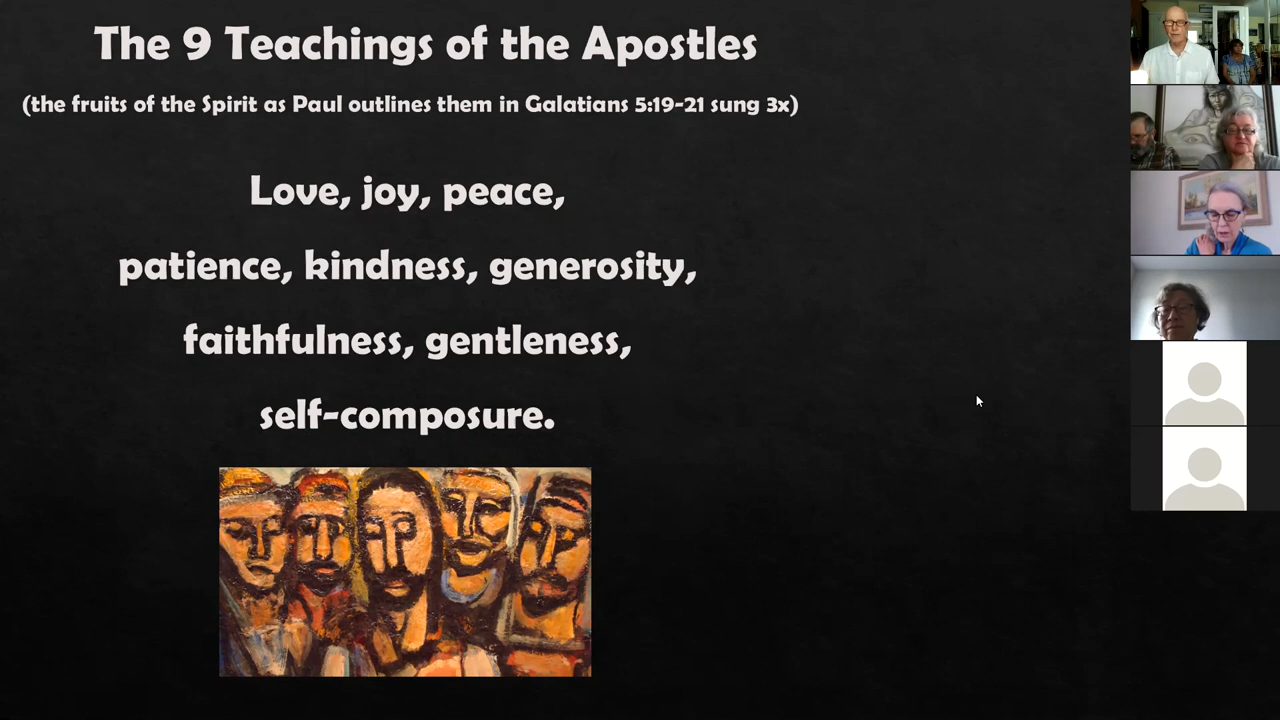 The 9 Teachings of the Apostles
(the fruits of the Spirit as Paul outlines them in Galatians 5:19-21 sung 3x)
Love, joy, peace,
patience, kindness, generosity,
faithfulness, gentleness,
self-composure.